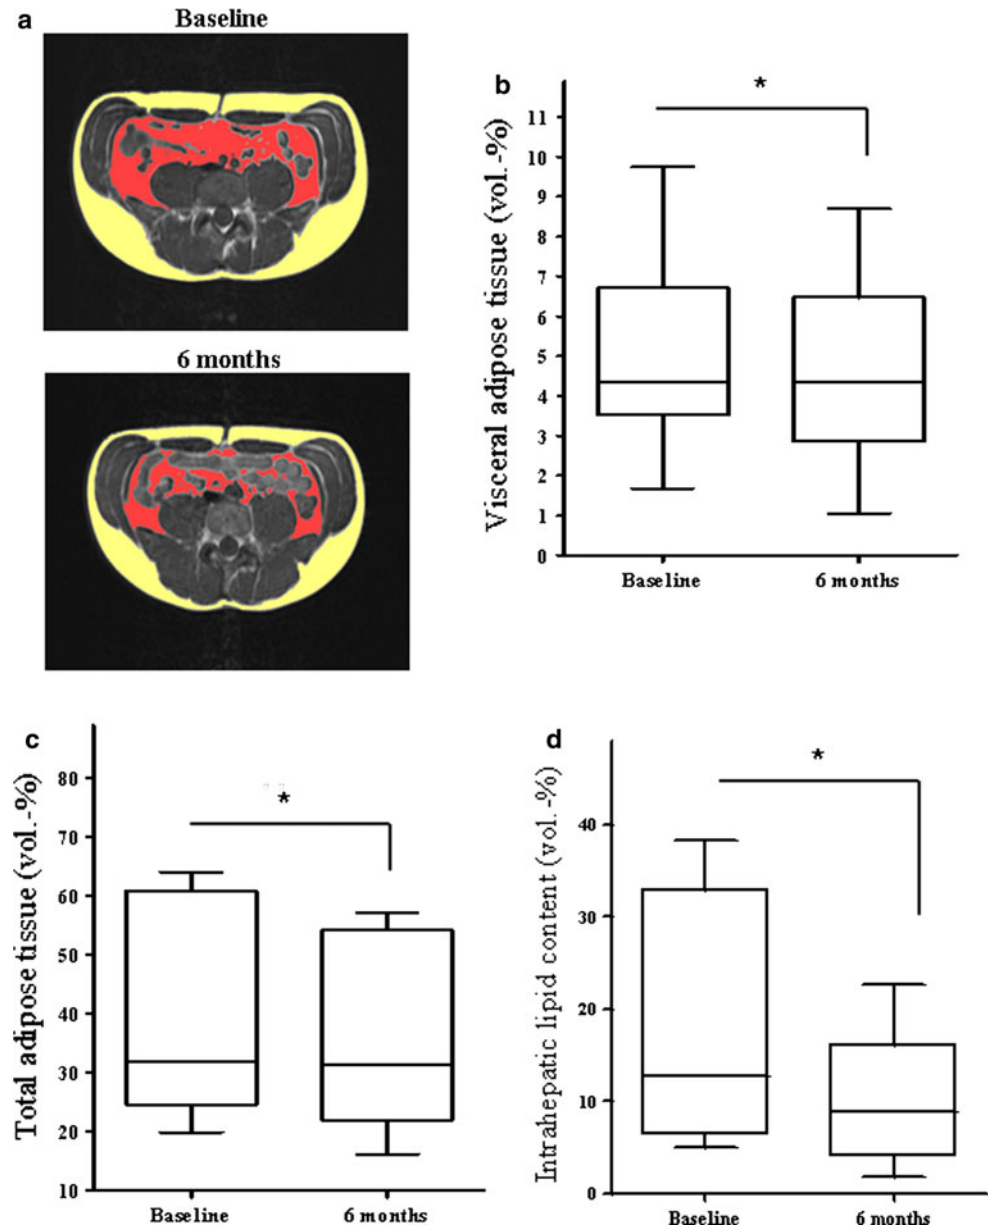 a
Baseline
6 months
b
*
Visceral adipose tissue (vol.-%)
11
10
9
8
7
6
5
4
3
2
1
0
Baseline 6 months
c
*
Total adipose tissue (vol.-%)
80
70
60
50
40
30
20
10
Baseline 6 months
d
*
Intrahepatic lipid content (vol.-%)
40
30
20
10
0
Baseline 6 months